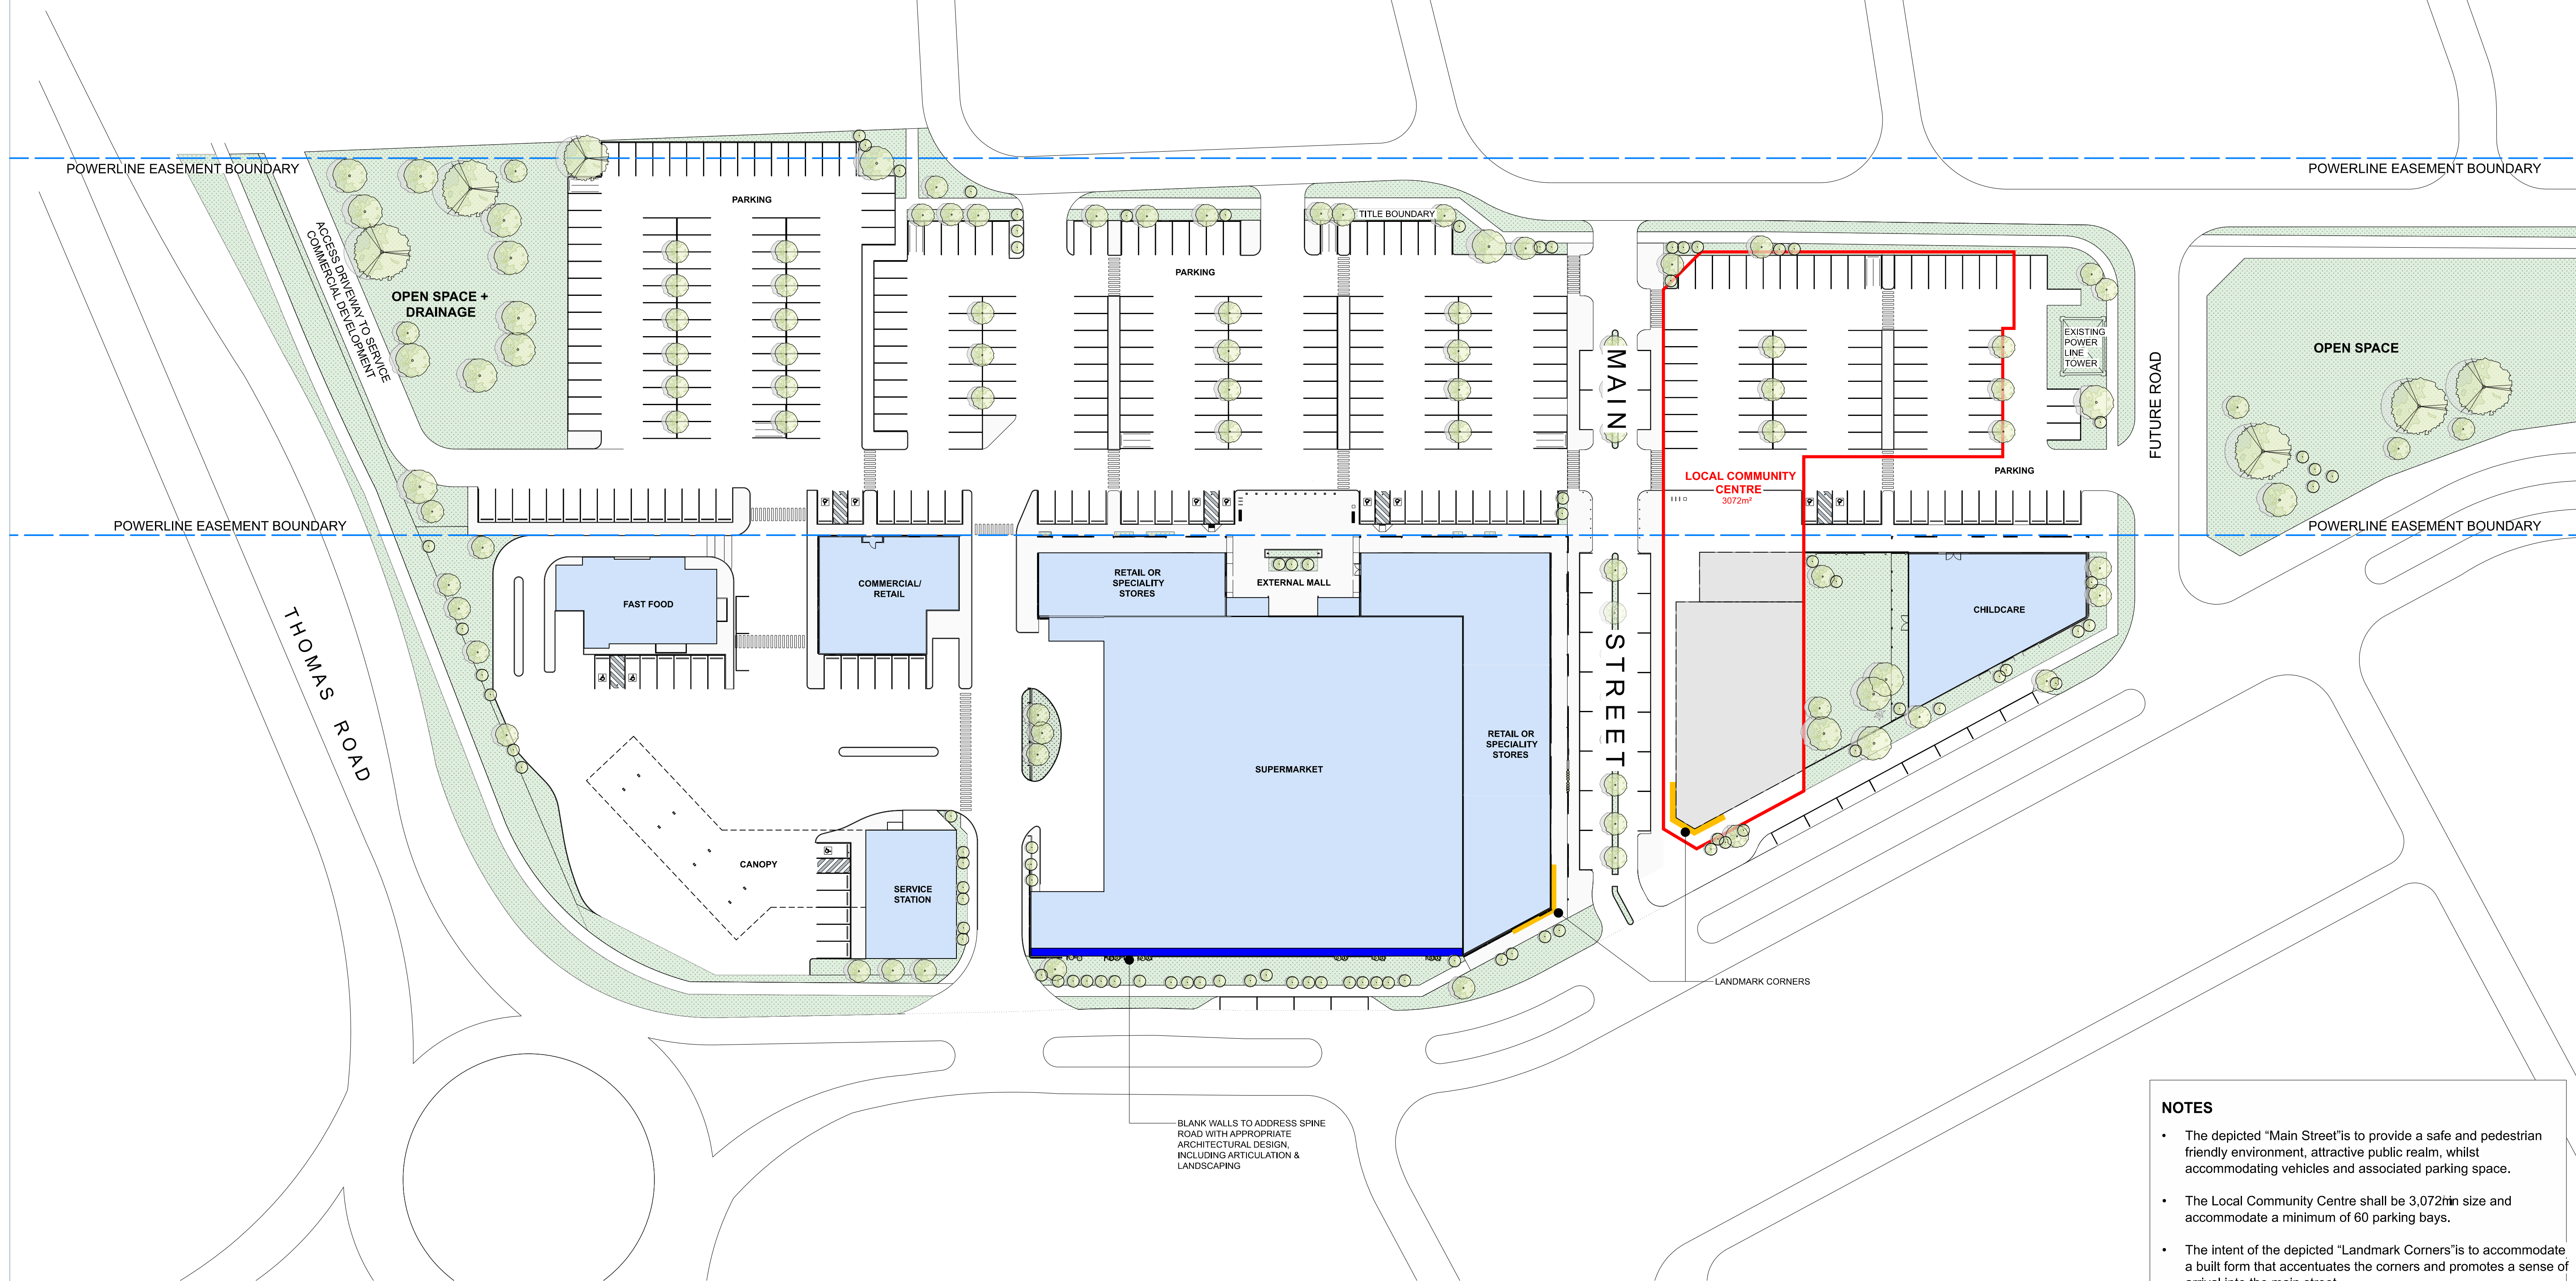 POWERLINE EASEMENT BOUNDARY
POWERLINE EASEMENT BOUNDARY
PARKING
TITLE BOUNDARY
ACCESS DRIVEWAY TO SERVICE
COMMERCIAL DEVELOPMENT
PARKING
OPEN SPACE +
DRAINAGE
MAIN
STREET
EXISTING
POWER
LINE
TOWER
FUTURE ROAD
OPEN SPACE
LOCAL COMMUNITY
CENTRE
3072m²
PARKING
POWERLINE EASEMENT BOUNDARY
POWERLINE EASEMENT BOUNDARY
FAST FOOD
COMMERCIAL/
RETAIL
RETAIL OR
SPECIALITY
STORES
EXTERNAL MALL
CHILDCARE
THOMAS ROAD
RETAIL OR
SPECIALITY
STORES
SUPERMARKET
CANOPY
SERVICE
STATION
LANDMARK CORNERS
BLANK WALLS TO ADDRESS SPINE
ROAD WITH APPROPRIATE
ARCHITECTURAL DESIGN,
INCLUDING ARTICULATION &
LANDSCAPING
NOTES
• The depicted “Main Street”is to provide a safe and pedestrian
friendly environment, attractive public realm, whilst
accommodating vehicles and associated parking space.
• The Local Community Centre shall be 3,072 in size and
accommodate a minimum of 60 parking bays.
• The intent of the depicted “Landmark Corners”is to accommodate
a built form that accentuates the corners and promotes a sense of
arrival into the main street